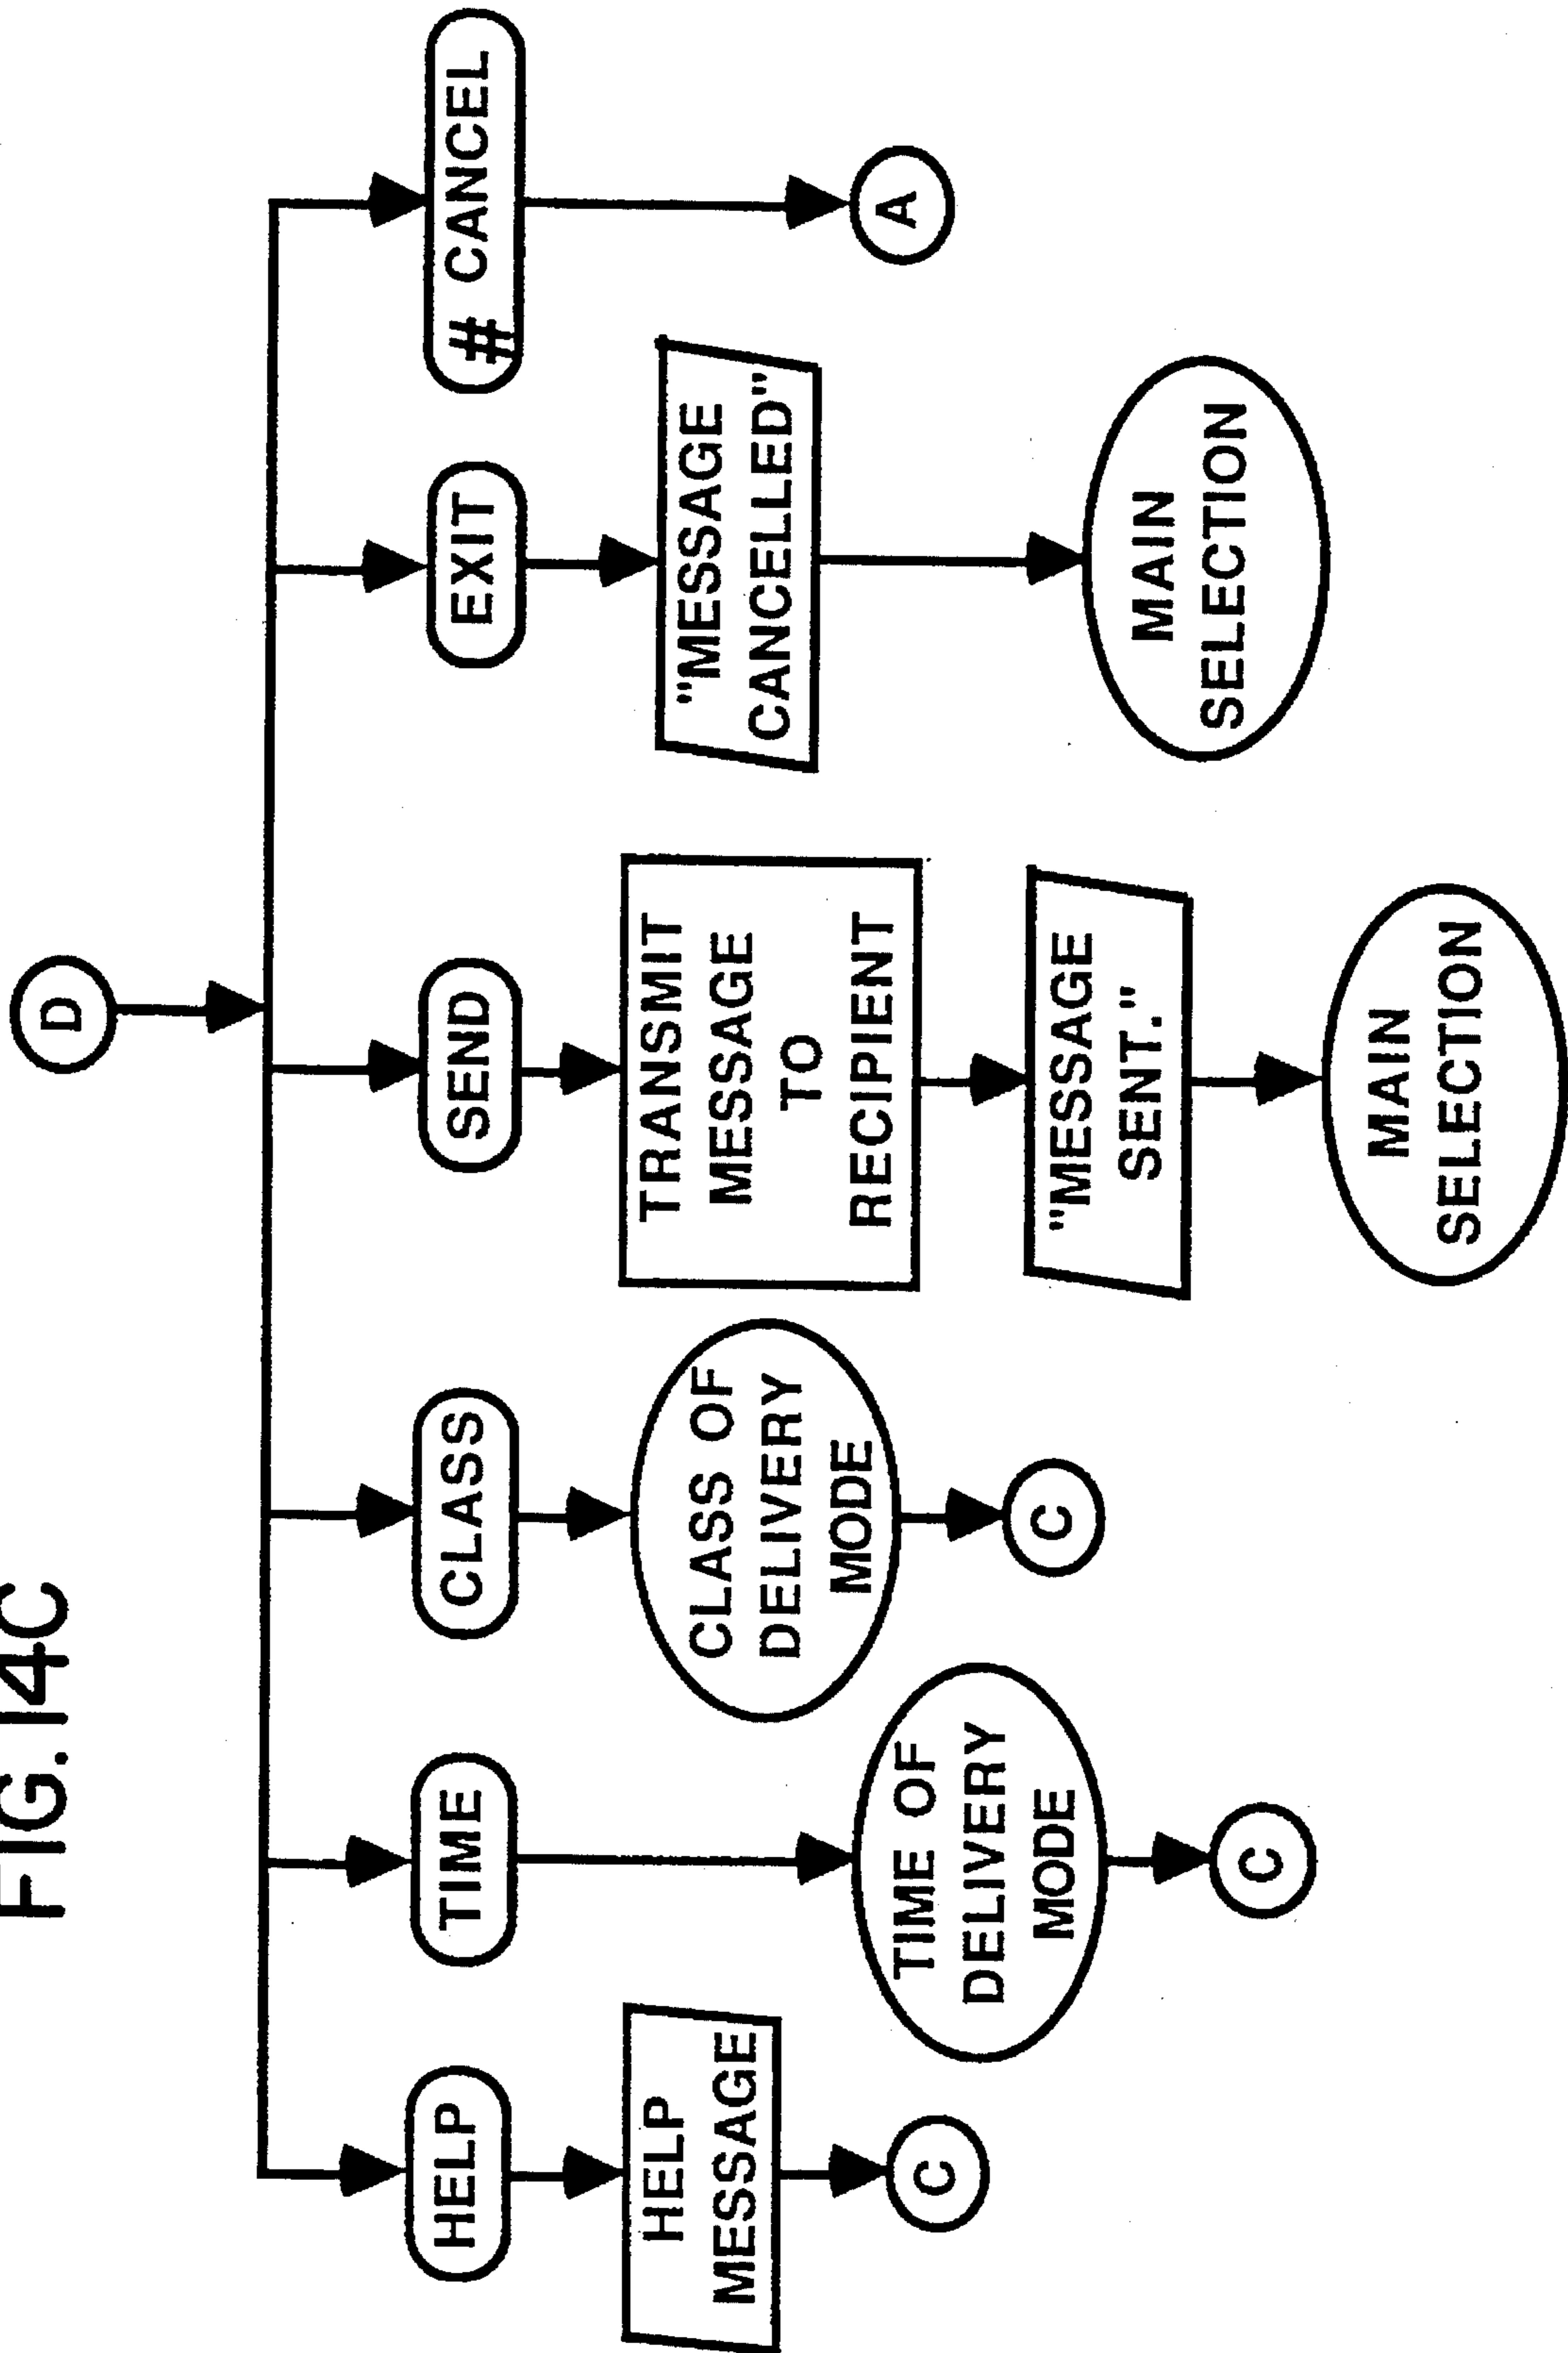 FIG.14C
D
HELP
HELP
MESSAGE
C
TIME
TIME OF
DELIVERY
MODE
C
CLASS
CLASS OF
DELIVERY
MODE
C
SEND
TRANSMIT
MESSAGE
TO
RECIPIENT
"MESSAGE
SENT."
MAIN
SELECTION
EXIT
"MESSAGE
CANCELLED"
MAIN
SELECTION
# CANCEL
A